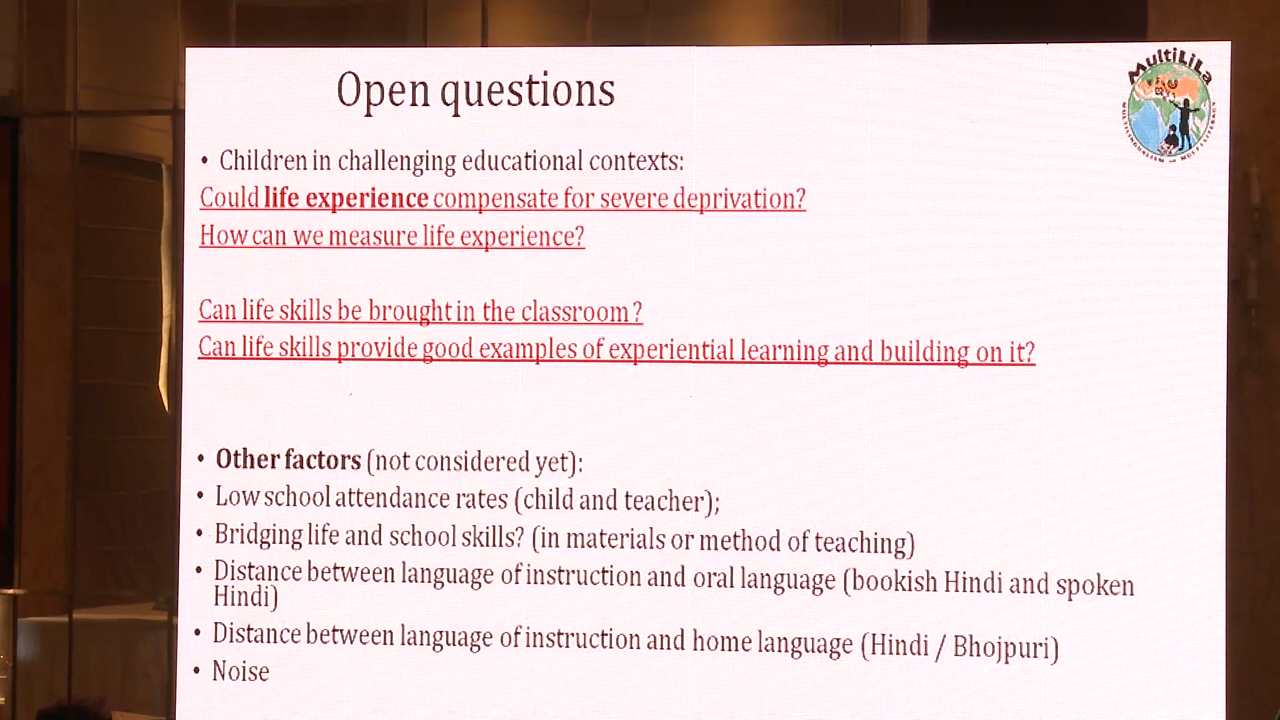 Open questions
MultiLiLa
MULTILINGUALISM & MULTILITERACY
• Children in challenging educational contexts:
Could life experience compensate for severe deprivation?
How can we measure life experience?
Can life skills be brought in the classroom?
Can life skills provide good examples of experiential learning and building on it?
• Other factors (not considered yet):
• Low school attendance rates (child and teacher);
• Bridging life and school skills? (in materials or method of teaching)
• Distance between language of instruction and oral language (bookish Hindi and spoken
Hindi)
• Distance between language of instruction and home language (Hindi / Bhojpuri)
• Noise